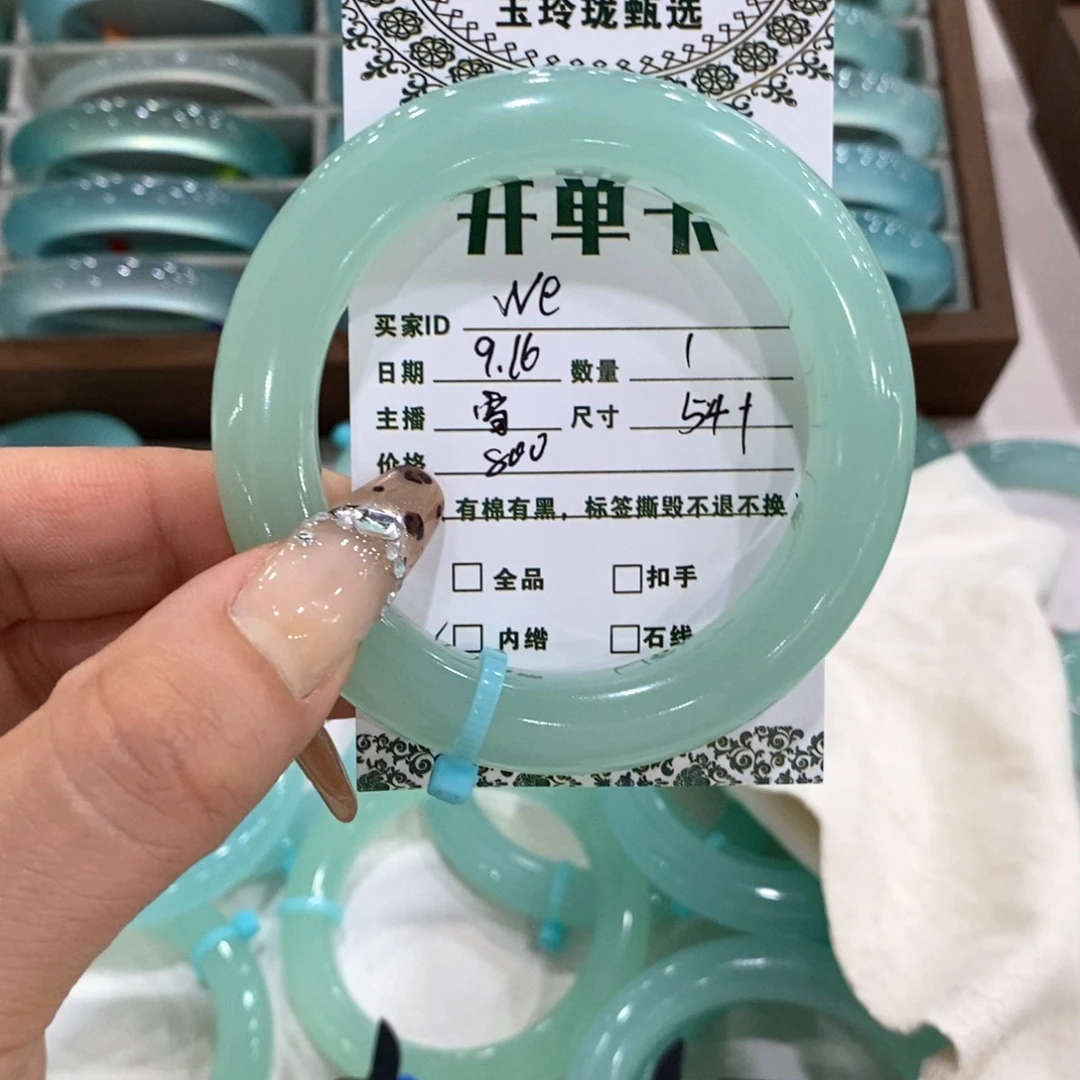 玉玲珑甄选
开单卡
买家ID We
日期 9.16 数量 1
主播 雪 尺寸 54+
价格 800
有棉有黑，标签撕毁不退不换
□ 全品 □ 扣手
✓□ 内绺 □ 石线